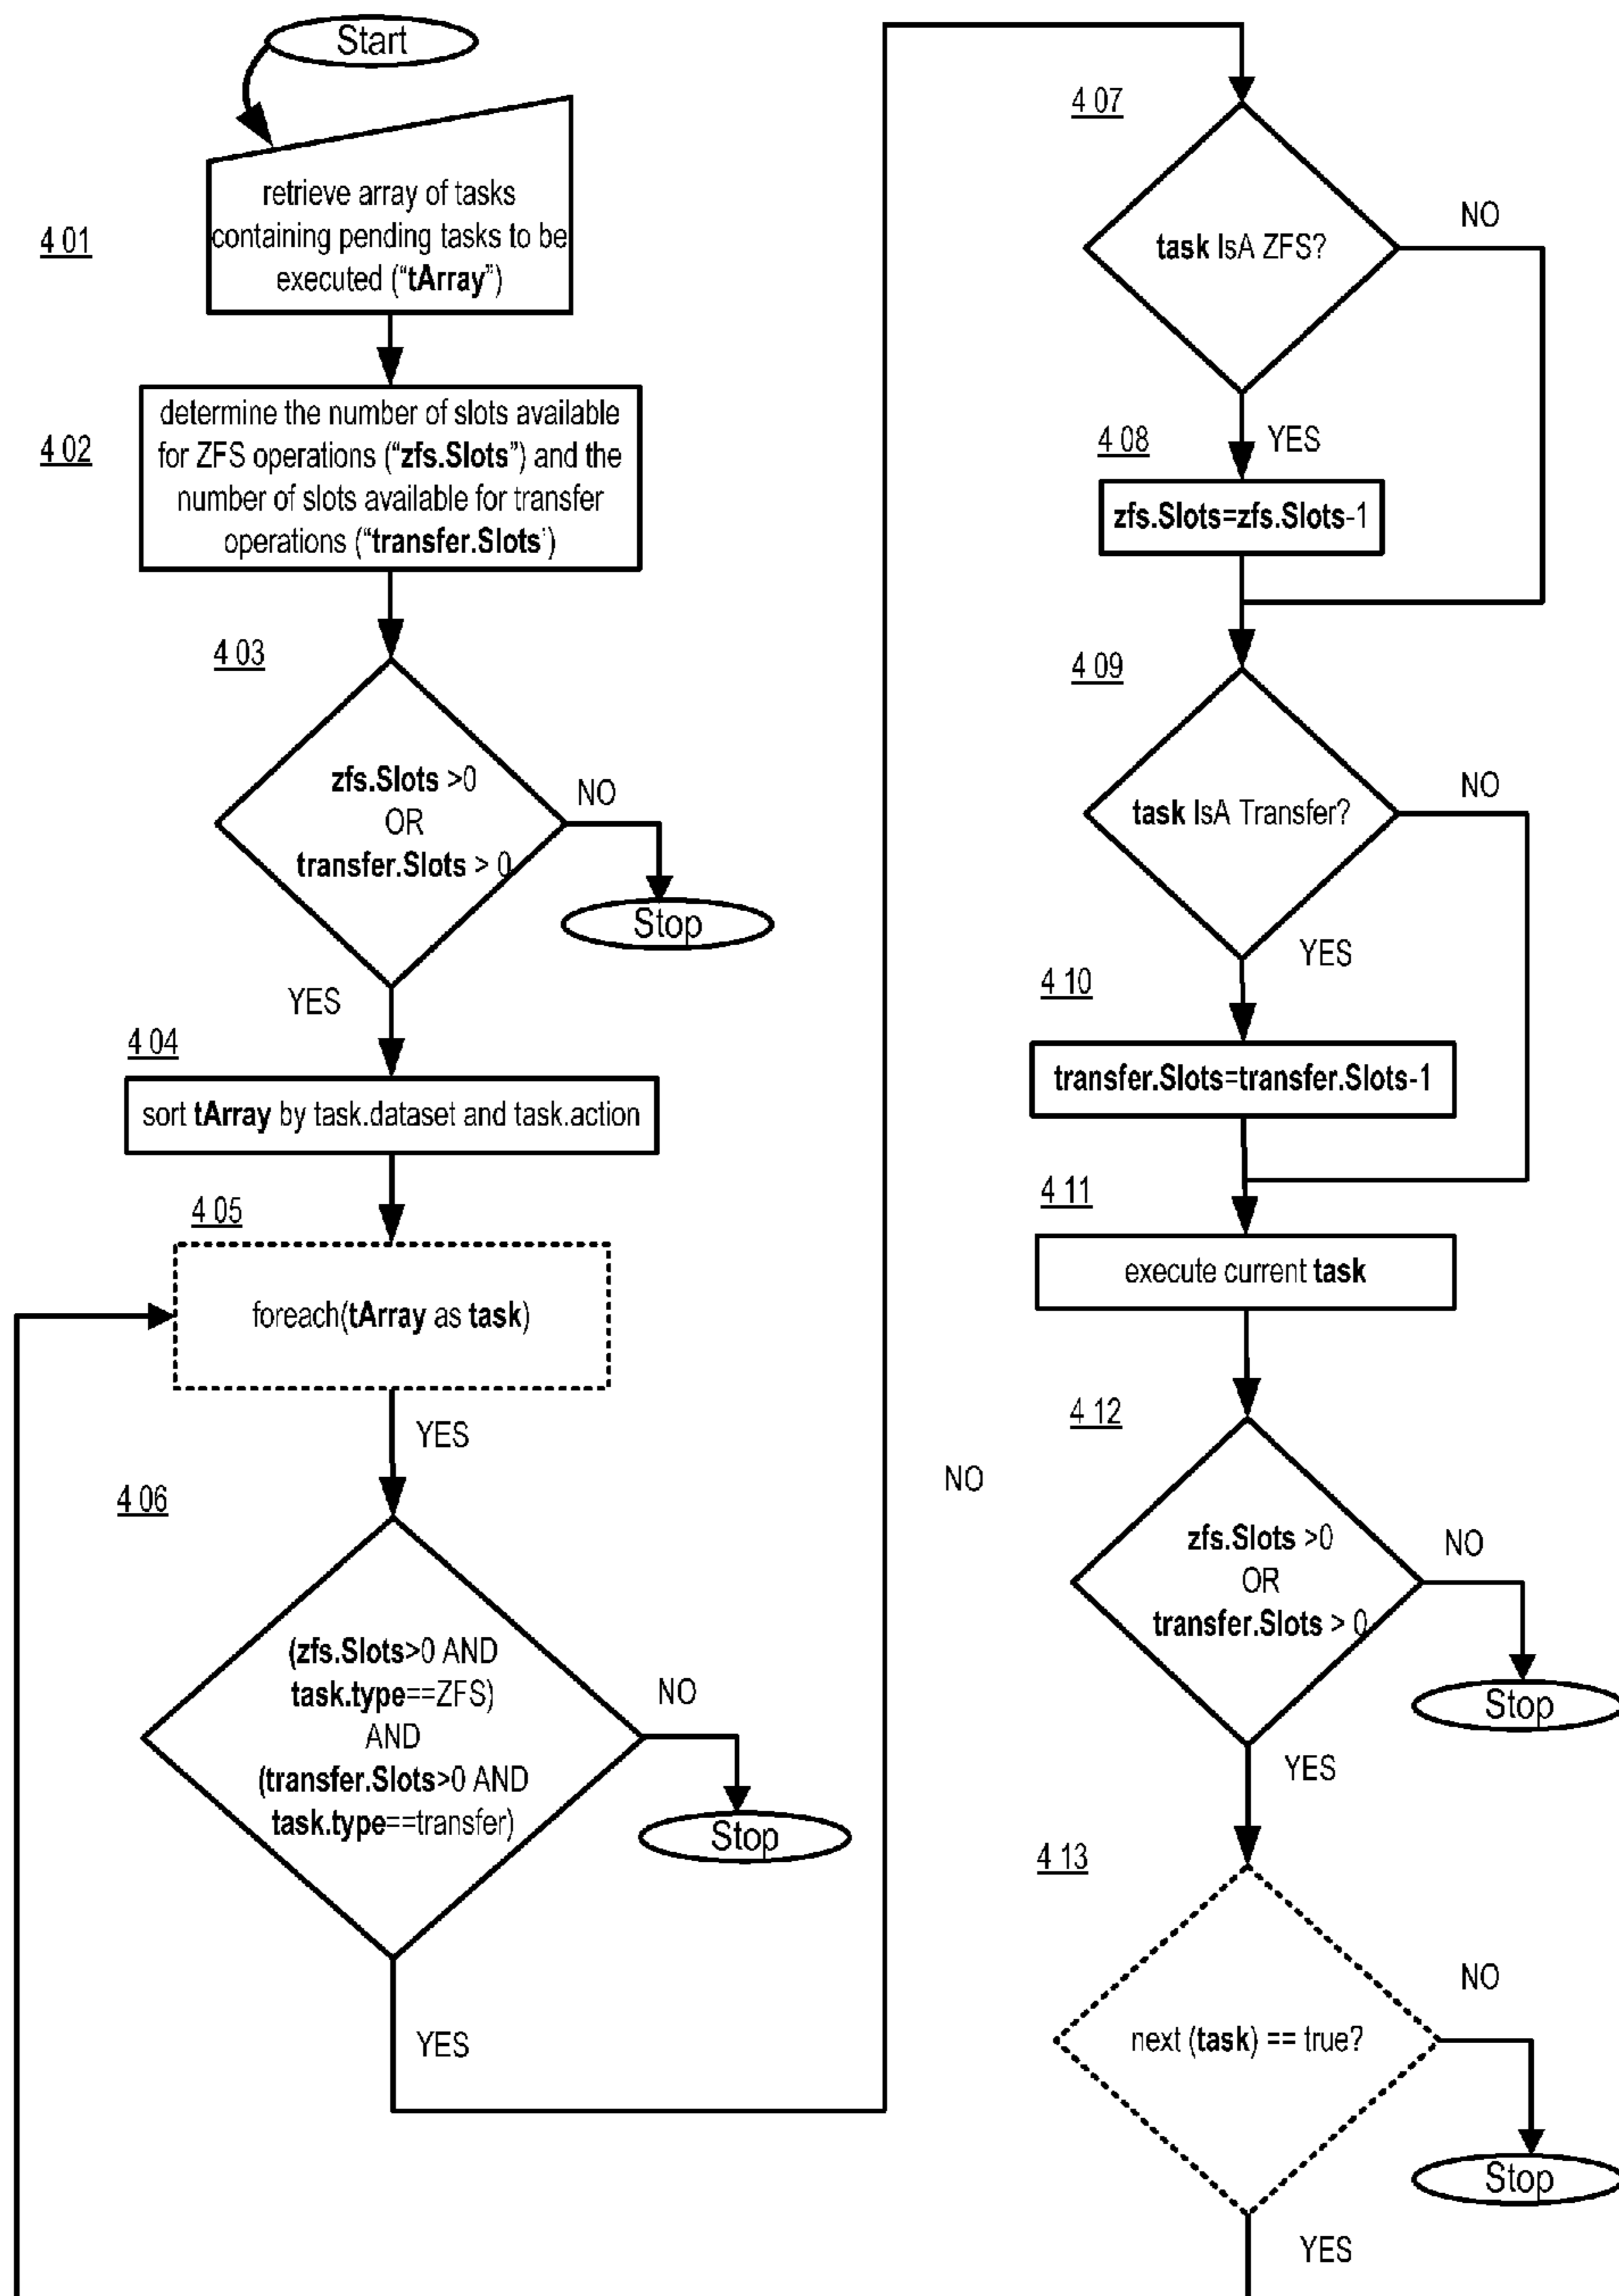 Start
4 01
retrieve array of tasks
containing pending tasks to be
executed (“tArray”)
4 02
determine the number of slots available
for ZFS operations (“zfs.Slots”) and the
number of slots available for transfer
operations (“transfer.Slots’)
4 03
zfs.Slots >0
OR
transfer.Slots > 0
NO
Stop
YES
4 04
sort tArray by task.dataset and task.action
4 05
foreach(tArray as task)
YES
4 06
(zfs.Slots>0 AND
task.type==ZFS)
AND
(transfer.Slots>0 AND
task.type==transfer)
NO
Stop
YES
4 07
task IsA ZFS?
NO
YES
4 08
zfs.Slots=zfs.Slots-1
4 09
task IsA Transfer?
NO
YES
4 10
transfer.Slots=transfer.Slots-1
4 11
execute current task
4 12
NO
zfs.Slots >0
OR
transfer.Slots > 0
NO
Stop
YES
4 13
next (task) == true?
NO
Stop
YES